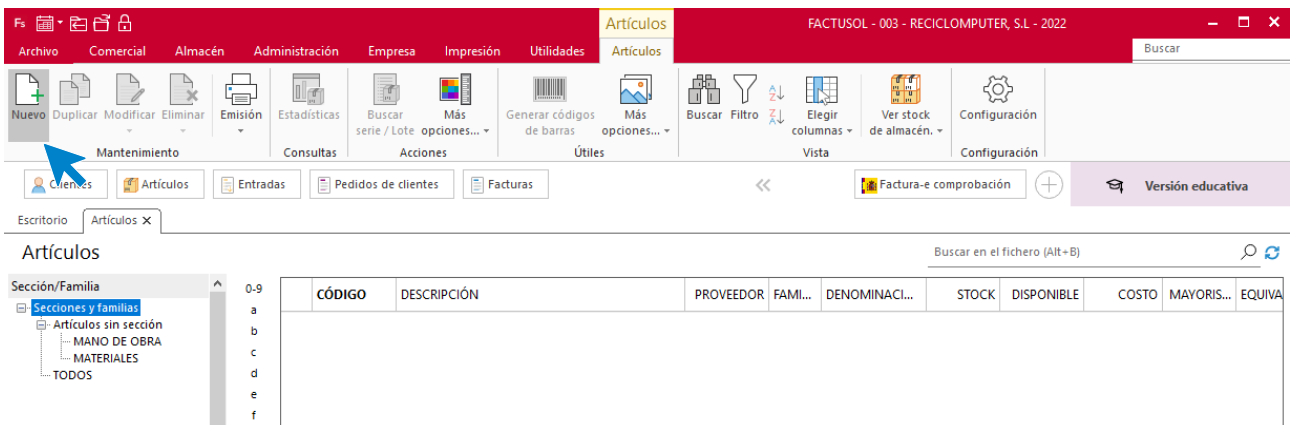 Fs
Artículos
FACTUSOL - 003 - RECICLOMPUTER, S.L - 2022
Archivo Comercial Almacén Administración Empresa Impresión Utilidades Artículos Buscar
Nuevo Duplicar Modificar Eliminar Emisión Estadísticas Buscar serie / Lote Más opciones... Generar códigos de barras Más opciones... Buscar Filtro Elegir columnas Ver stock de almacén. Configuración
Mantenimiento Consultas Acciones Útiles Vista Configuración
Clientes Artículos Entradas Pedidos de clientes Facturas Factura-e comprobación Versión educativa
Escritorio Artículos
Artículos Buscar en el fichero (Alt+B)
Sección/Familia 0-9 CÓDIGO DESCRIPCIÓN PROVEEDOR FAMI... DENOMINACI... STOCK DISPONIBLE COSTO MAYORIS... EQUIVA
Secciones y familias a
Artículos sin sección b
MANO DE OBRA
MATERIALES c
TODOS d
e
f